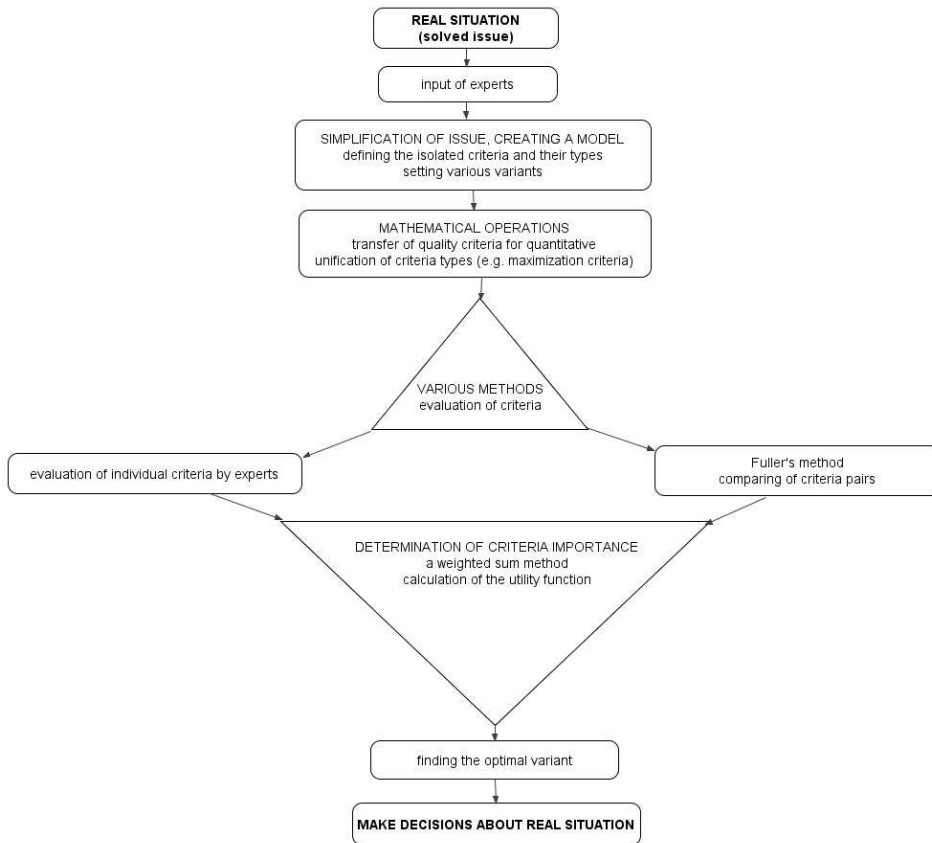 REAL SITUATION
(solved issue)
input of experts
SIMPLIFICATION OF ISSUE, CREATING A MODEL
defining the isolated criteria and their types
setting various variants
MATHEMATICAL OPERATIONS
transfer of quality criteria for quantitative
unification of criteria types (e.g. maximization criteria)
VARIOUS METHODS
evaluation of criteria
evaluation of individual criteria by experts
Fuller's method
comparing of criteria pairs
DETERMINATION OF CRITERIA IMPORTANCE
a weighted sum method
calculation of the utility function
finding the optimal variant
MAKE DECISIONS ABOUT REAL SITUATION